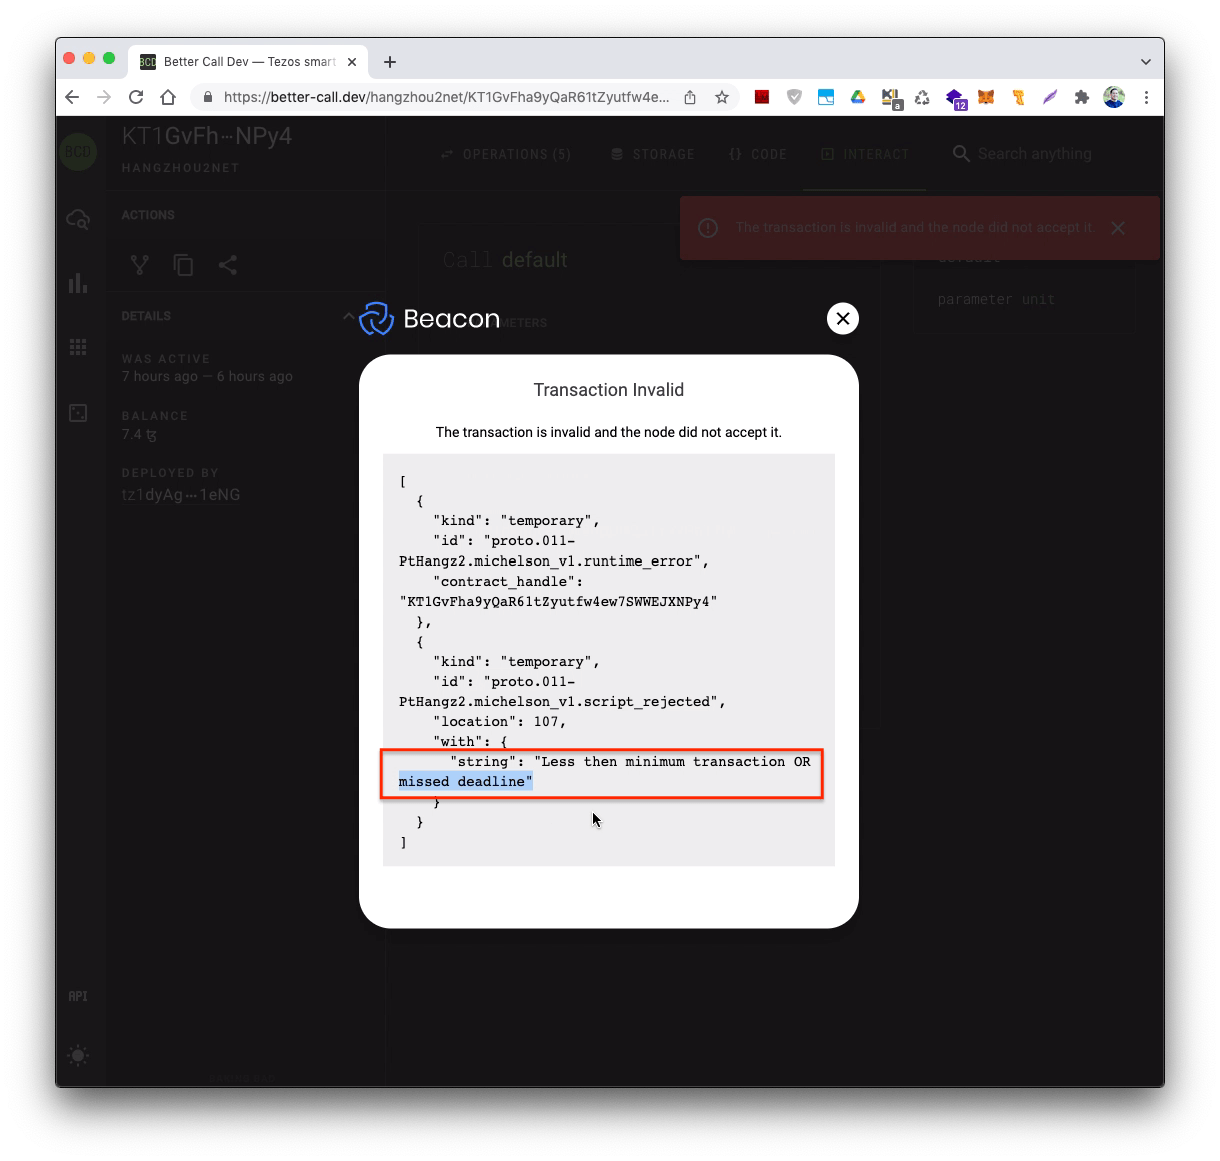 Better Call Dev — Tezos smart
https://better-call.dev/hangzhou2net/KT1GvFha9yQaR61tZyutfw4e...
a
12
BCD
KT1GvFh···NPy4
HANGZHOU2NET
OPERATIONS (5)
STORAGE
{} CODE
INTERACT
Search anything
ACTIONS
The transaction is invalid and the node did not accept it.
Call default
parameter unit
DETAILS
Beacon
WAS ACTIVE
7 hours ago — 6 hours ago
BALANCE
7.4 ꜩ
DEPLOYED BY
tz1dyAg···1eNG
Transaction Invalid
The transaction is invalid and the node did not accept it.
[
{
"kind": "temporary",
"id": "proto.011-
PtHangz2.michelson_v1.runtime_error",
"contract_handle":
"KT1GvFha9yQaR61tZyutfw4ew7SWWEJXNPy4"
},
{
"kind": "temporary",
"id": "proto.011-
PtHangz2.michelson_v1.script_rejected",
"location": 107,
"with": {
"string": "Less then minimum transaction OR
missed deadline"
}
}
]
API